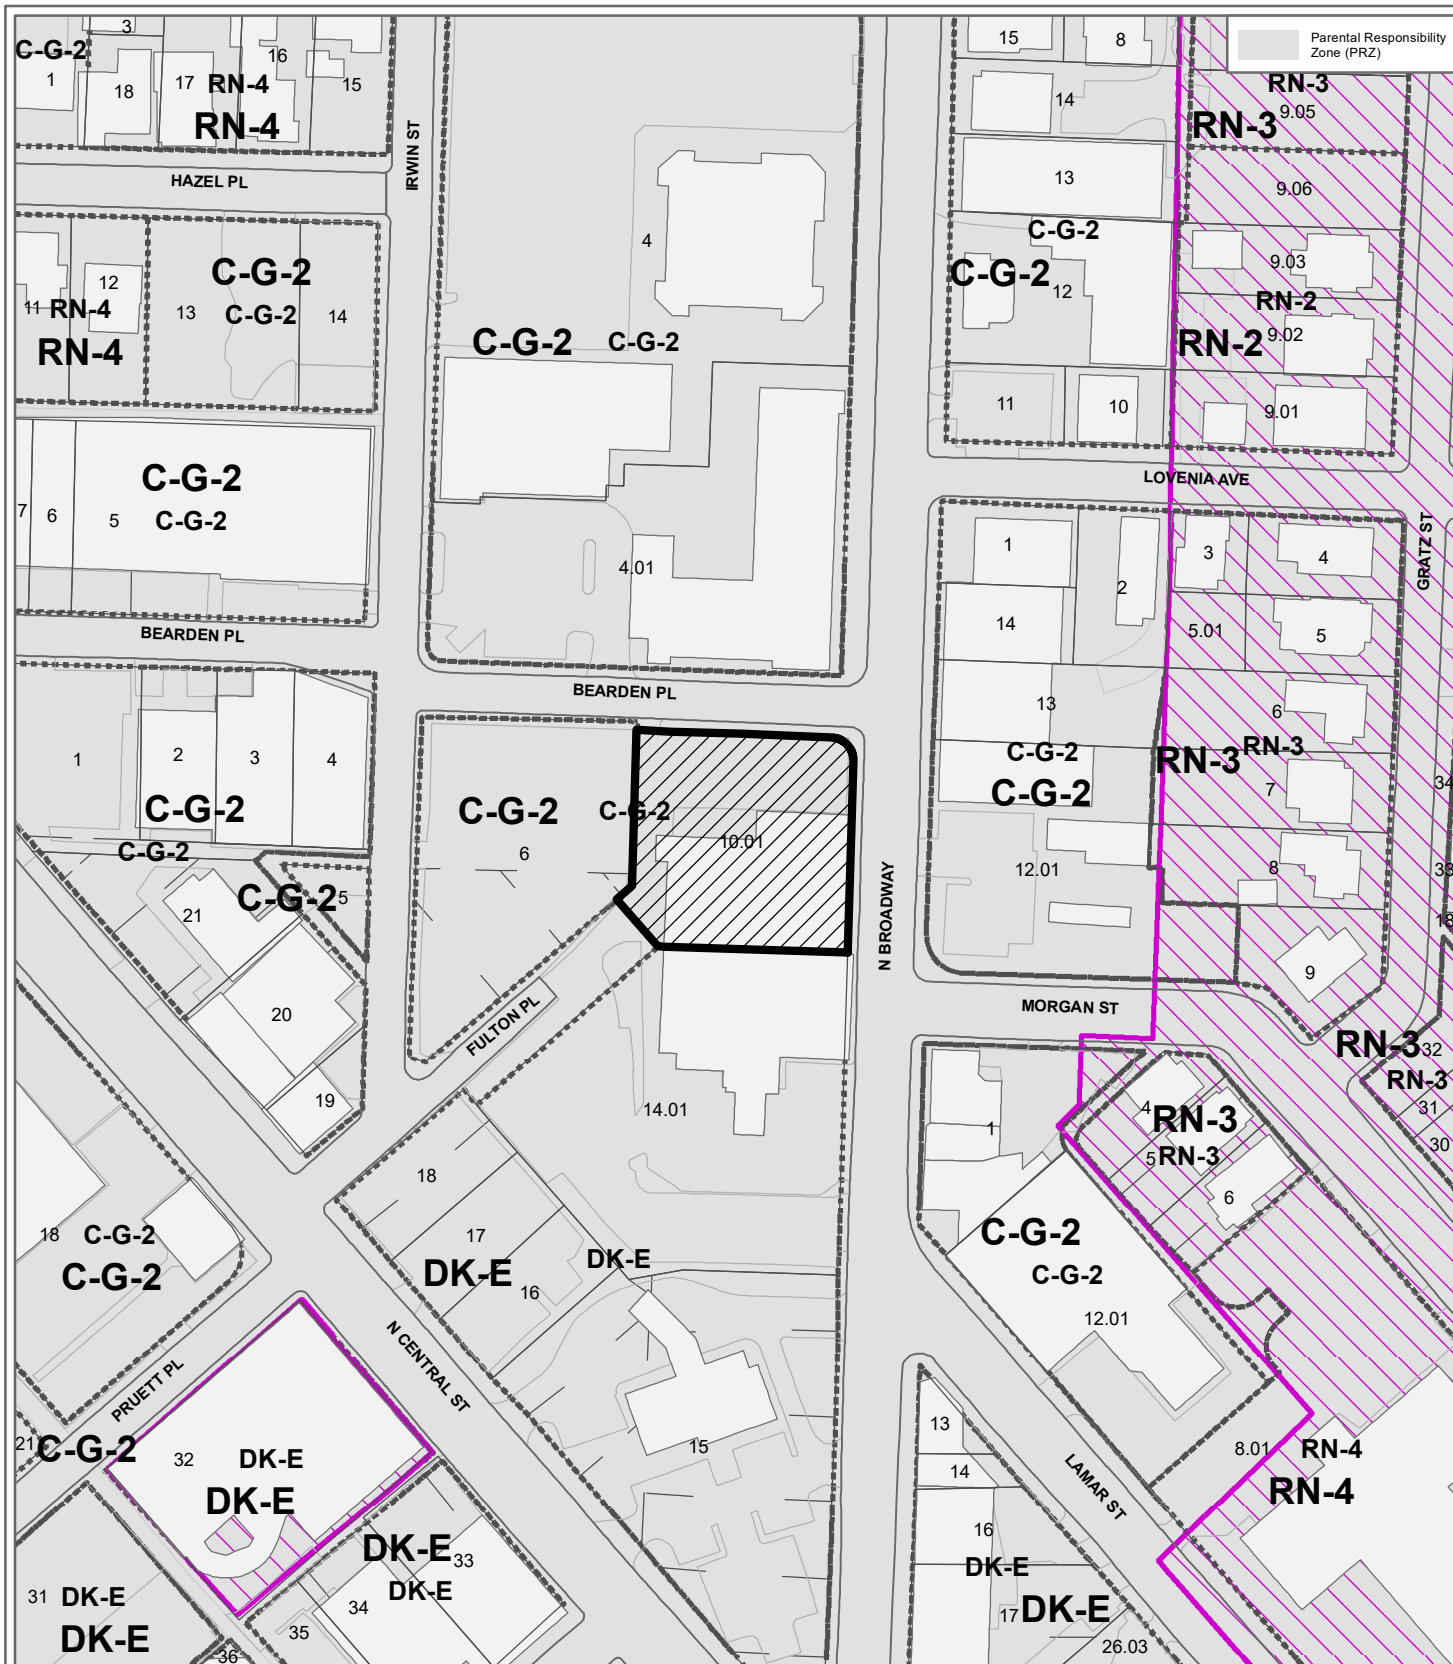 Parental Responsibility
Zone (PRZ)
3
C-G-2
1
18
17
16
15
RN-4
RN-4
HAZEL PL
IRWIN ST
15
8
14
13
RN-3
9.05
RN-3
9.06
4
C-G-2
C-G-2
12
9.03
RN-2
RN-2
9.02
9.01
11
10
LOVENIA AVE
12
11
RN-4
RN-4
13
C-G-2
C-G-2
14
C-G-2
C-G-2
C-G-2
C-G-2
7
6
5
BEARDEN PL
4.01
BEARDEN PL
1
2
3
4
GRATZ ST
14
5.01
5
13
6
C-G-2
C-G-2
RN-3
RN-3
7
34
12.01
8
33
18
9
MORGAN ST
1
2
3
4
C-G-2
C-G-2
C-G-2
5
21
20
19
C-G-2
C-G-2
6
10.01
N BROADWAY
FULTON PL
14.01
RN-3
32
RN-3
31
30
1
4
RN-3
5
RN-3
6
18
C-G-2
C-G-2
18
17
16
DK-E
DK-E
C-G-2
C-G-2
12.01
PRUETT PL
N CENTRAL ST
21
C-G-2
32
DK-E
DK-E
15
13
14
LAMAR ST
8.01
RN-4
RN-4
DK-E
33
DK-E
34
35
36
31
DK-E
DK-E
16
DK-E
17
DK-E
26.03